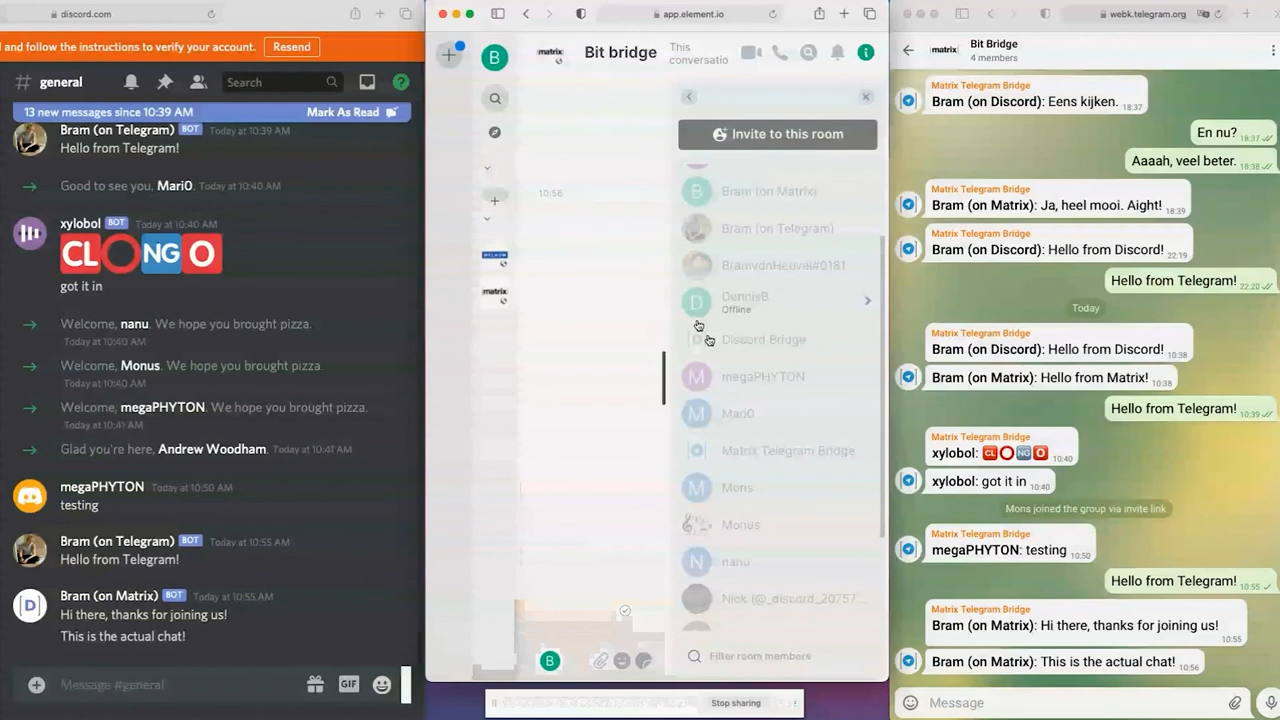 discord.com
d and follow the instructions to verify your account.
Resend
# general
Search
13 new messages since 10:39 AM
Mark As Read
Bram (on Telegram) BOT Today at 10:39 AM
Hello from Telegram!
Good to see you, Mari0. Today at 10:40 AM
xylobol BOT Today at 10:40 AM
CL⭕NG🅾
got it in
Welcome, nanu. We hope you brought pizza.
Today at 10:40 AM
Welcome, Monus. We hope you brought pizza.
Today at 10:40 AM
Welcome, megaPHYTON. We hope you brought pizza.
Today at 10:41 AM
Glad you're here, Andrew Woodham. Today at 10:41 AM
megaPHYTON Today at 10:50 AM
testing
Bram (on Telegram) BOT Today at 10:55 AM
Hello from Telegram!
Bram (on Matrix) BOT Today at 10:55 AM
Hi there, thanks for joining us!
This is the actual chat!
Message #general
GIF
app.element.io
B
matrix
Bit bridge
This
conversatio
Invite to this room
10:56
matrix
B Bram (on Matrix)
Bram (on Telegram)
BramvdnHeuvel#0181
D DennisB
Offline
Discord Bridge
M megaPHYTON
M Mari0
Matrix Telegram Bridge
M Mons
Monus
N nanu
Nick (@_discord_20757...
B
Filter room members
Stop sharing
webk.telegram.org
matrix
Bit Bridge
4 members
Matrix Telegram Bridge
Bram (on Discord): Eens kijken. 18:37
En nu? 18:37
Aaaah, veel beter. 18:38
Matrix Telegram Bridge
Bram (on Matrix): Ja, heel mooi. Aight! 18:39
Bram (on Discord): Hello from Discord! 22:19
Hello from Telegram! 22:20
Today
Matrix Telegram Bridge
Bram (on Discord): Hello from Discord! 10:38
Bram (on Matrix): Hello from Matrix! 10:38
Hello from Telegram! 10:39
Matrix Telegram Bridge
xylobol: CL⭕NG🅾 10:40
xylobol: got it in 10:40
Mons joined the group via invite link
Matrix Telegram Bridge
megaPHYTON: testing 10:50
Hello from Telegram! 10:55
Matrix Telegram Bridge
Bram (on Matrix): Hi there, thanks for joining us! 10:55
Bram (on Matrix): This is the actual chat! 10:56
Message